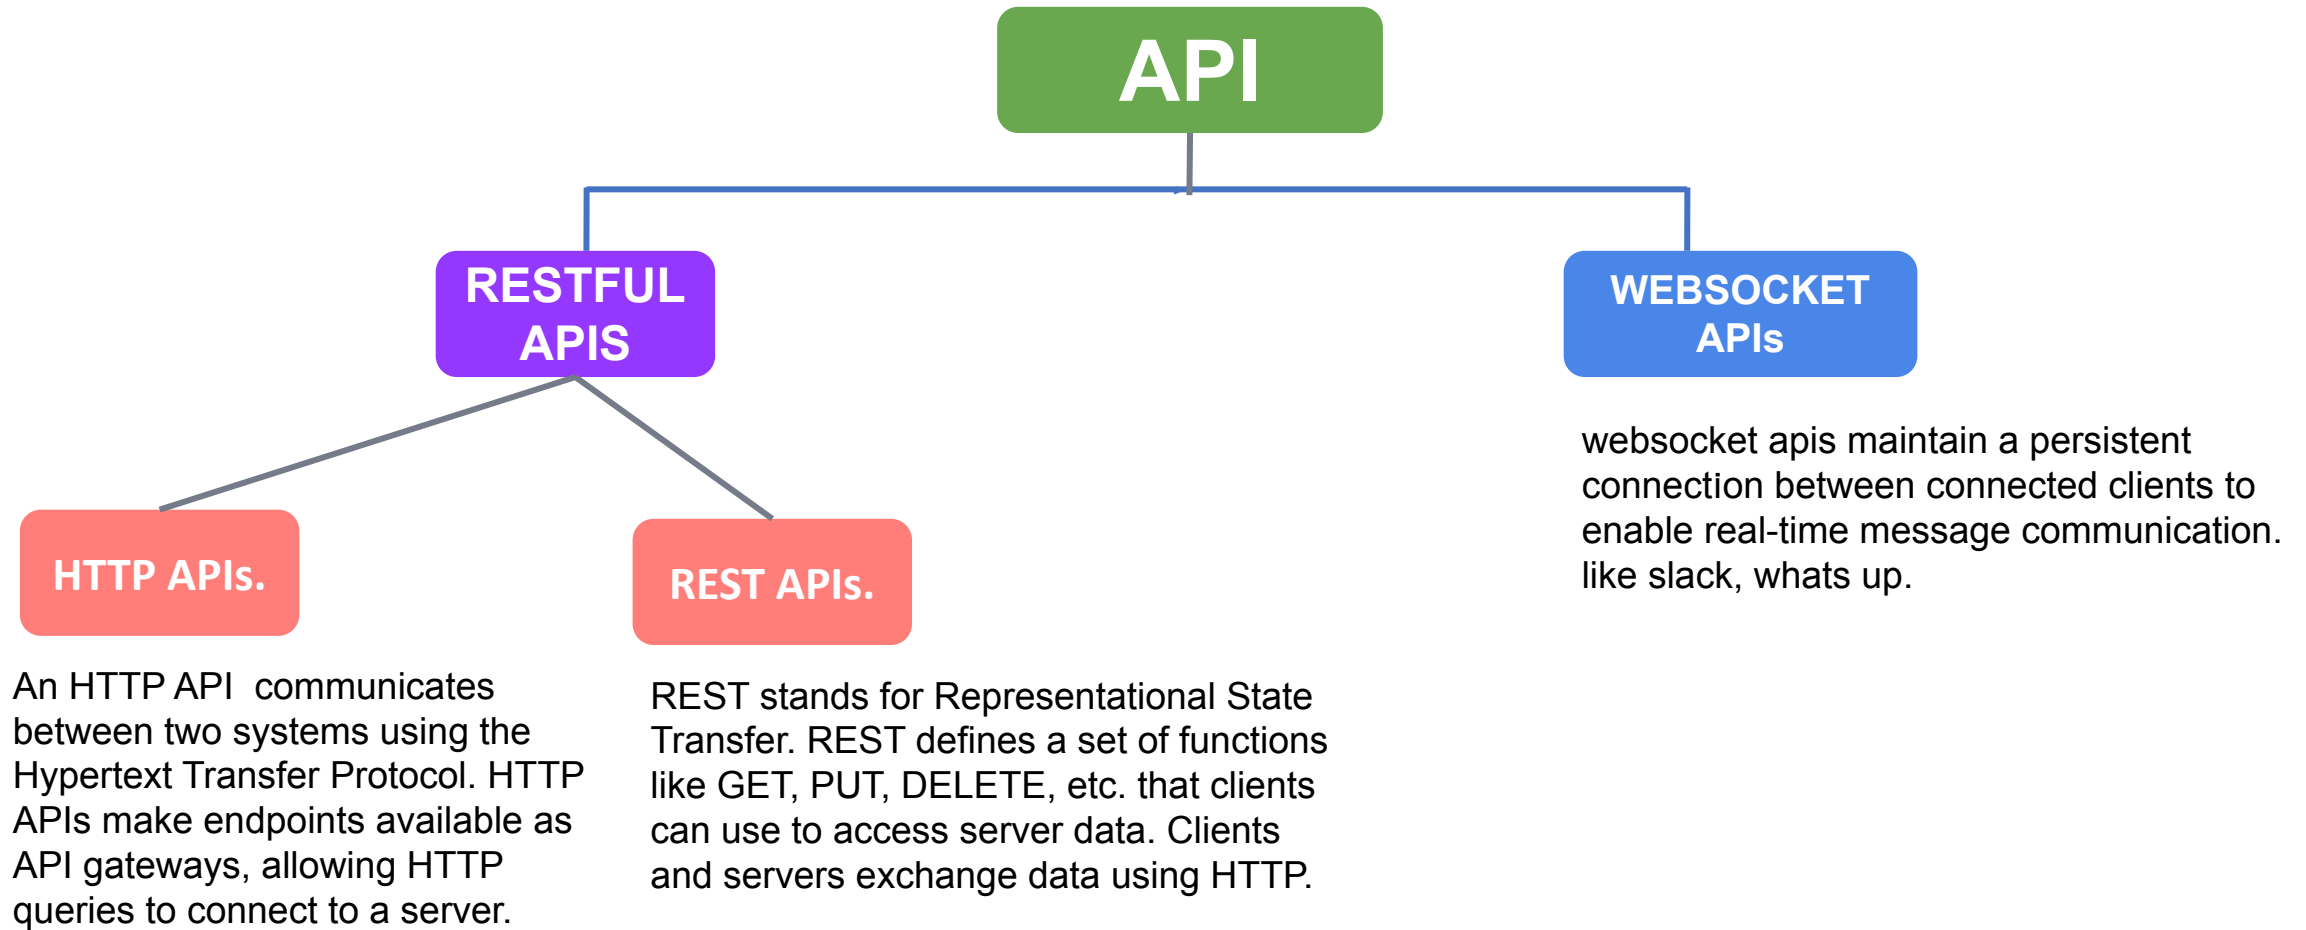 API
RESTFUL
APIS
WEBSOCKET
APIs
websocket apis maintain a persistent
connection between connected clients to
enable real-time message communication.
like slack, whats up.
HTTP APIs.
REST APIs.
An HTTP API  communicates
between two systems using the
Hypertext Transfer Protocol. HTTP
APIs make endpoints available as
API gateways, allowing HTTP
queries to connect to a server.
REST stands for Representational State
Transfer. REST defines a set of functions
like GET, PUT, DELETE, etc. that clients
can use to access server data. Clients
and servers exchange data using HTTP.